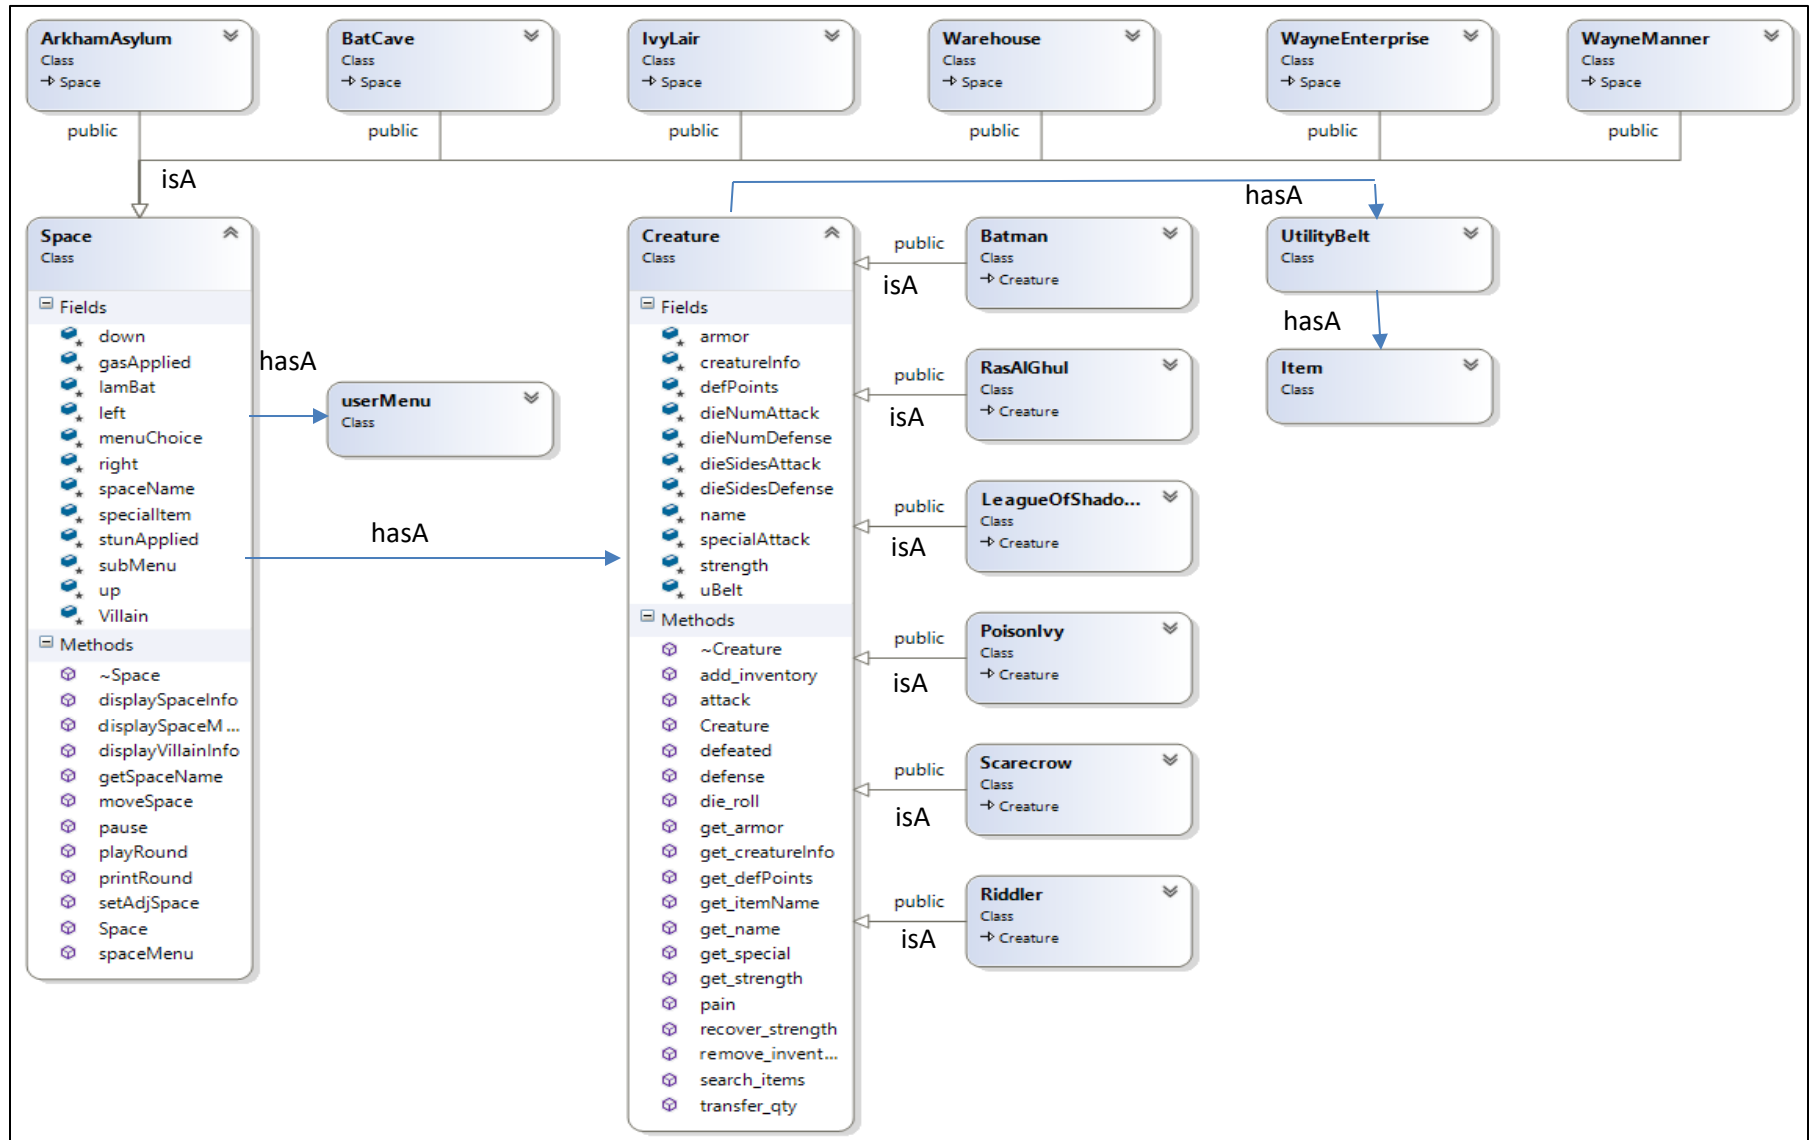 ArkhamAsylum
Class
Space
BatCave
Class
Space
IvyLair
Class
Space
Warehouse
Class
Space
WayneEnterprise
Class
Space
WayneManner
Class
Space
public
public
public
public
public
public
isA
hasA
Space
Class
Fields
down
gasApplied
IamBat
left
menuChoice
right
spaceName
specialItem
stunApplied
subMenu
up
Villain
Methods
~Space
displaySpaceInfo
displaySpaceM...
displayVillainInfo
getSpaceName
moveSpace
pause
playRound
printRound
setAdjSpace
Space
spaceMenu
hasA
userMenu
Class
hasA
Creature
Class
Fields
armor
creatureInfo
defPoints
dieNumAttack
dieNumDefense
dieSidesAttack
dieSidesDefense
name
specialAttack
strength
uBelt
Methods
~Creature
add_inventory
attack
Creature
defeated
defense
die_roll
get_armor
get_creatureInfo
get_defPoints
get_itemName
get_name
get_special
get_strength
pain
recover_strength
remove_invent...
search_items
transfer_qty
public
isA
Batman
Class
Creature
public
isA
RasAlGhul
Class
Creature
public
isA
LeagueOfShado...
Class
Creature
public
isA
PoisonIvy
Class
Creature
public
isA
Scarecrow
Class
Creature
public
isA
Riddler
Class
Creature
UtilityBelt
Class
hasA
Item
Class